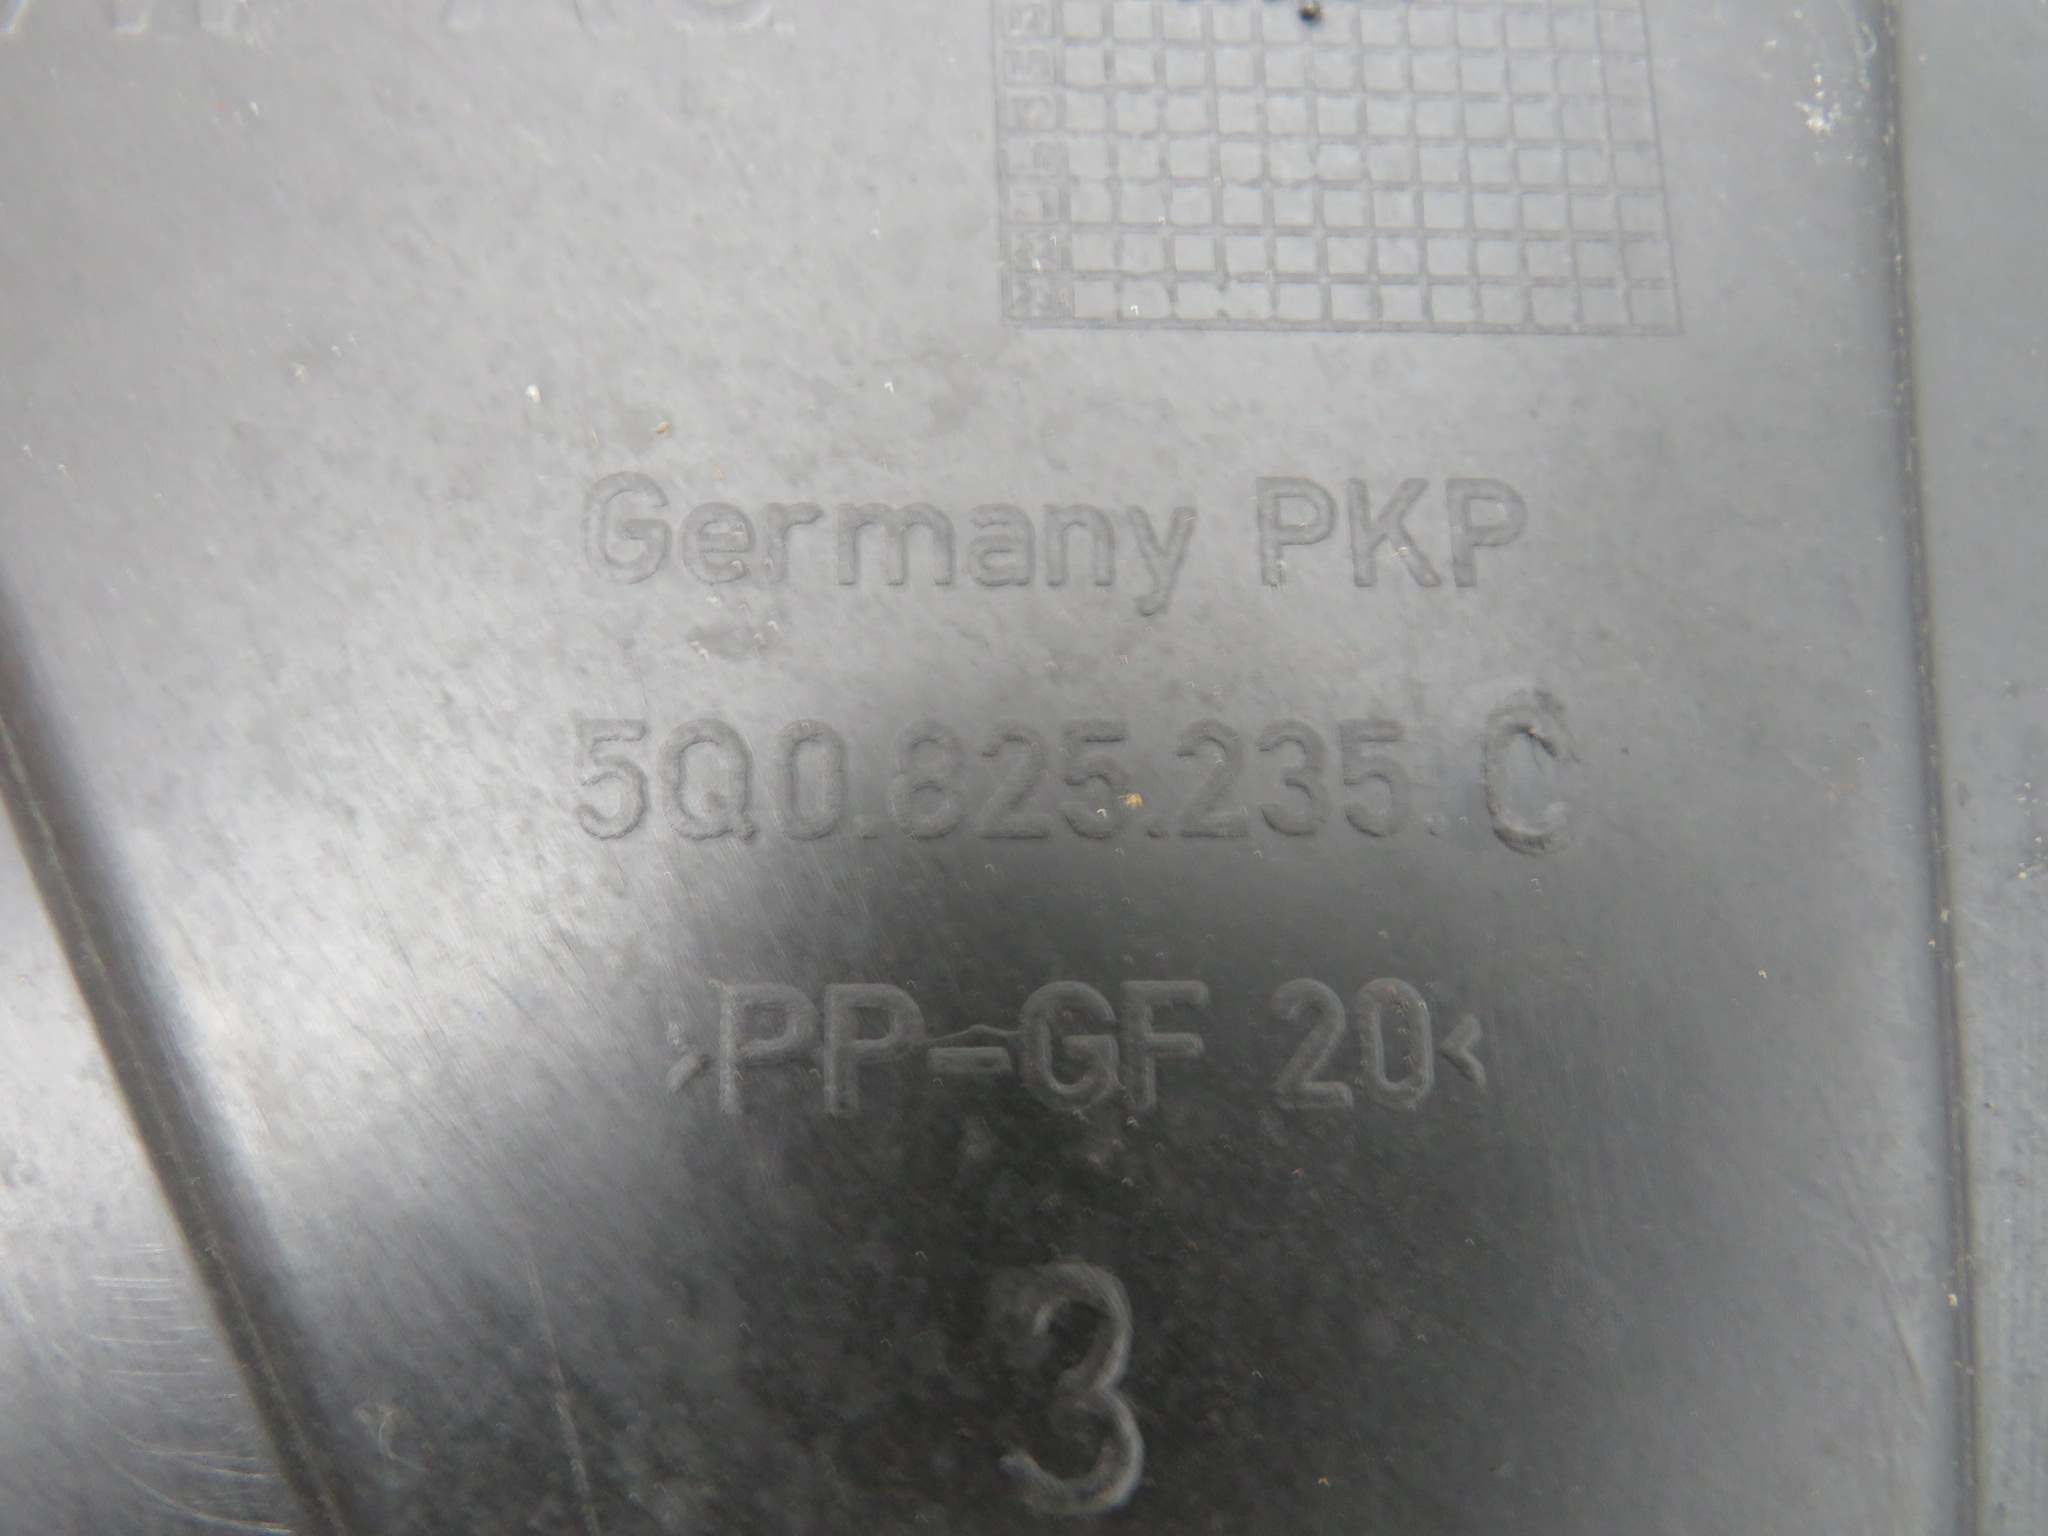 Germany PKP
5Q0.825.235. C
>PP-GF 20<
3